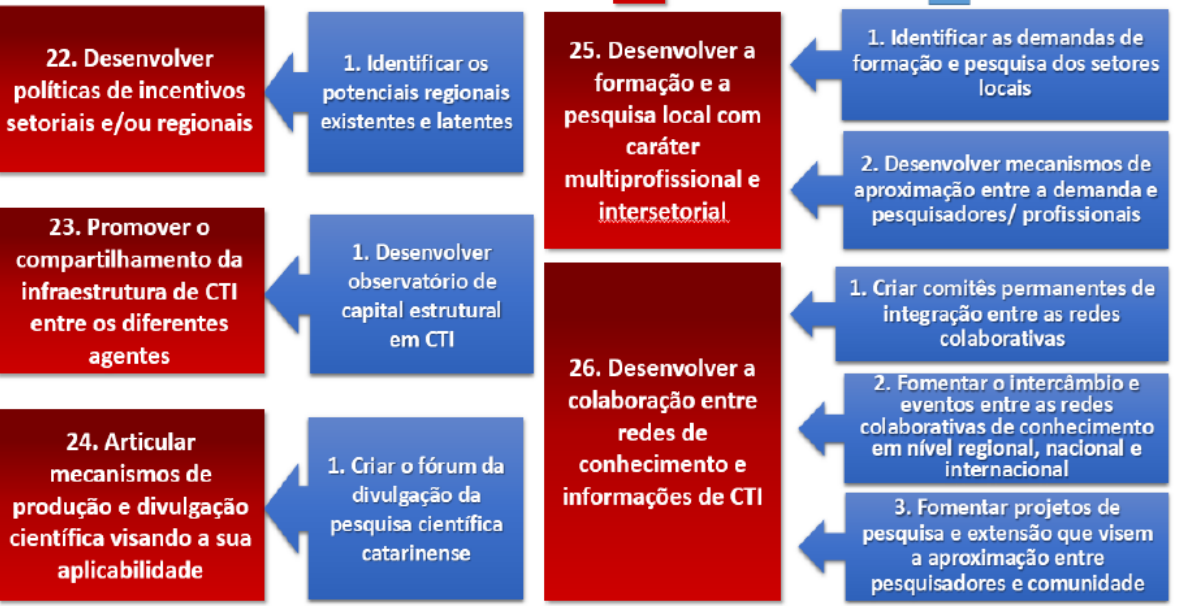 22. Desenvolver
políticas de incentivos
setoriais e/ou regionais
1. Identificar os
potenciais regionais
existentes e latentes
23. Promover o
compartilhamento da
infraestrutura de CTI
entre os diferentes
agentes
1. Desenvolver
observatório de
capital estrutural
em CTI
24. Articular
mecanismos de
produção e divulgação
científica visando a sua
aplicabilidade
1. Criar o fórum da
divulgação da
pesquisa científica
catarinense
25. Desenvolver a
formação e a
pesquisa local com
caráter
multiprofissional e
intersetorial
1. Identificar as demandas de
formação e pesquisa dos setores
locais
2. Desenvolver mecanismos de
aproximação entre a demanda e
pesquisadores/ profissionais
26. Desenvolver a
colaboração entre
redes de
conhecimento e
informações de CTI
1. Criar comitês permanentes de
integração entre as redes
colaborativas
2. Fomentar o intercâmbio e
eventos entre as redes
colaborativas de conhecimento
em nível regional, nacional e
internacional
3. Fomentar projetos de
pesquisa e extensão que visem
a aproximação entre
pesquisadores e comunidade